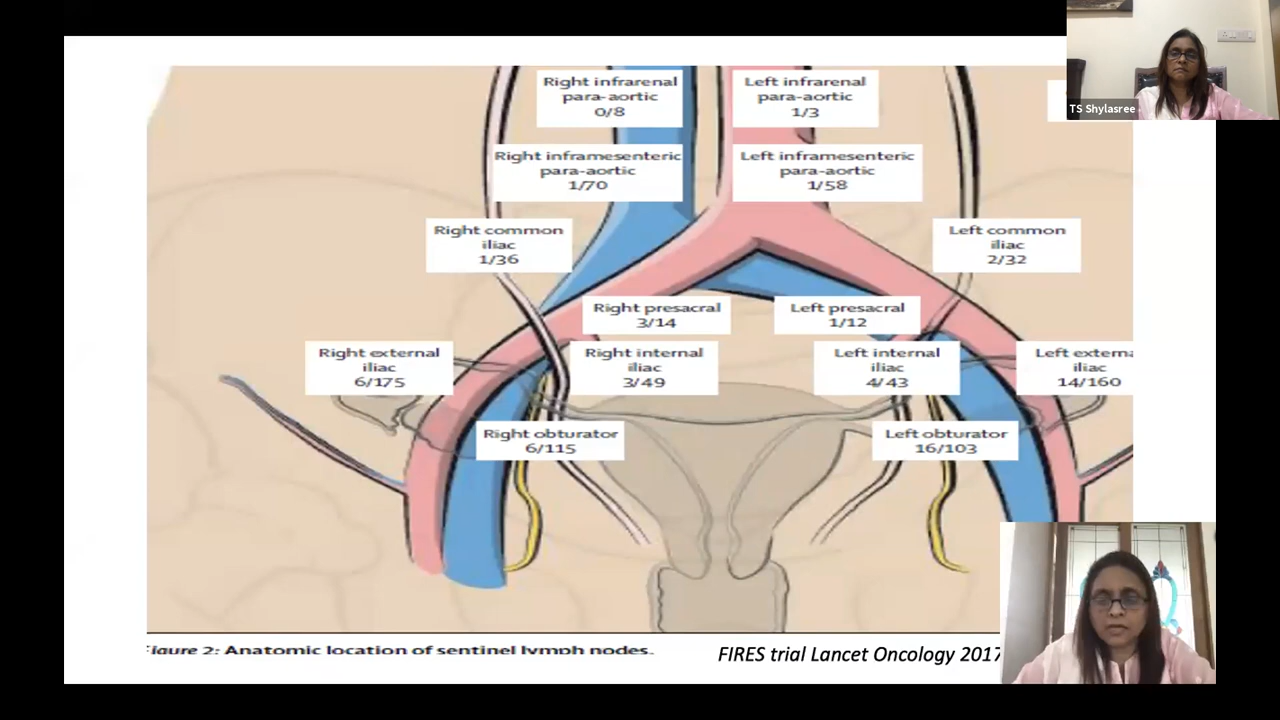 Right infrarenal
para-aortic
0/8
Left infrarenal
para-aortic
1/3
TS Shylasree
Right inframesenteric
para-aortic
1/70
Left inframesenteric
para-aortic
1/58
Right common
iliac
1/36
Left common
iliac
2/32
Right presacral
3/14
Left presacral
1/12
Right external
iliac
6/175
Right internal
iliac
3/49
Left internal
iliac
4/43
Left externa
iliac
14/160
Right obturator
6/115
Left obturator
16/103
igure 2: Anatomic location of sentinel lymph nodes.
FIRES trial Lancet Oncology 2017